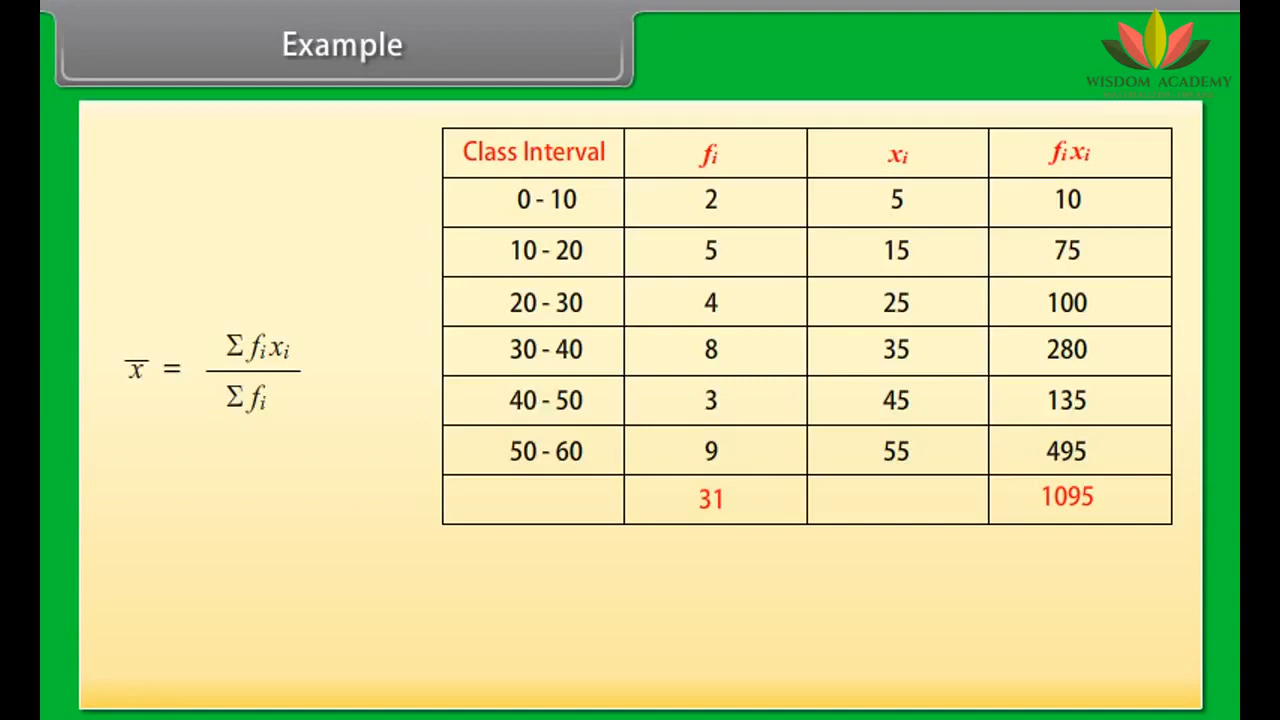 Example
WISDOM ACADEMY
Class Interval fᵢ xᵢ fᵢxᵢ
0 - 10 2 5 10
10 - 20 5 15 75
20 - 30 4 25 100
30 - 40 8 35 280
40 - 50 3 45 135
50 - 60 9 55 495
31 1095
x̄ = Σfᵢxᵢ / Σfᵢ